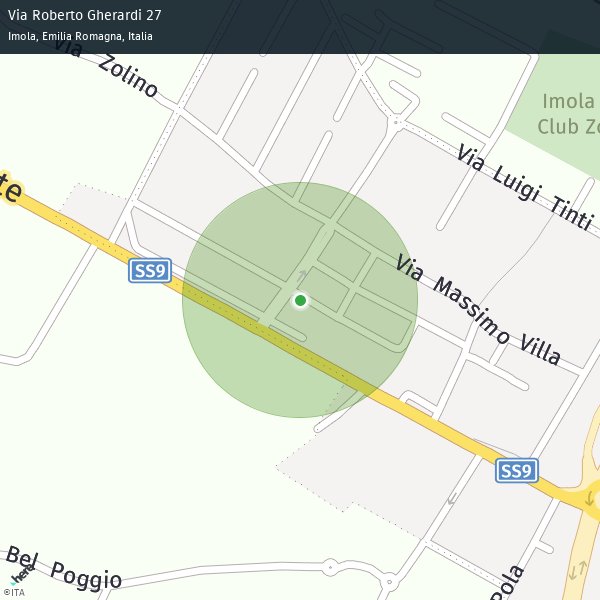 Via Roberto Gherardi 27
Imola, Emilia Romagna, Italia
Via Zolino
Imola
Club Zo
Via Luigi Tinti
te
SS9
Via Massimo Villa
SS9
Bel Poggio
Pola
here
©ITA